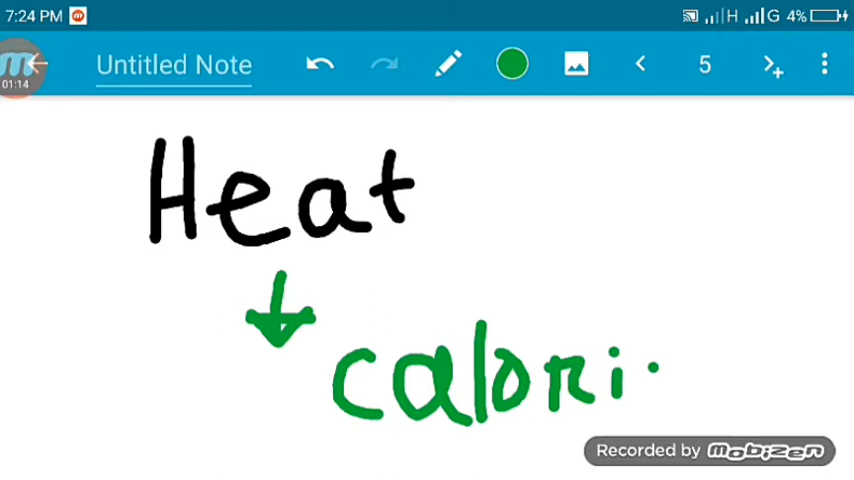 7:24 PM H G 4%
01:14 Untitled Note 5
Heat
calori.
Recorded by mobizen